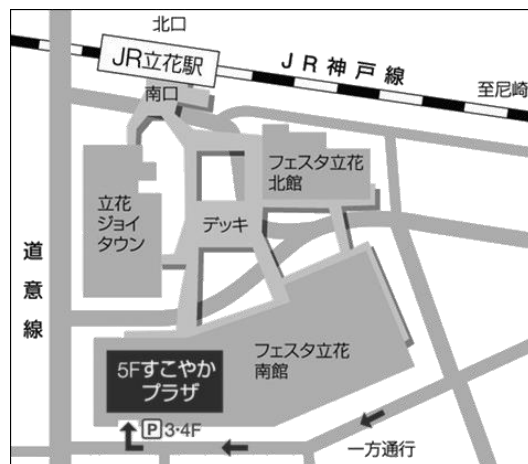 北口
JR立花駅
JR神戸線
至尼崎
南口
フェスタ立花
北館
立花
ジョイ
タウン
デッキ
道意線
フェスタ立花
南館
5Fすこやか
プラザ
P3・4F
一方通行